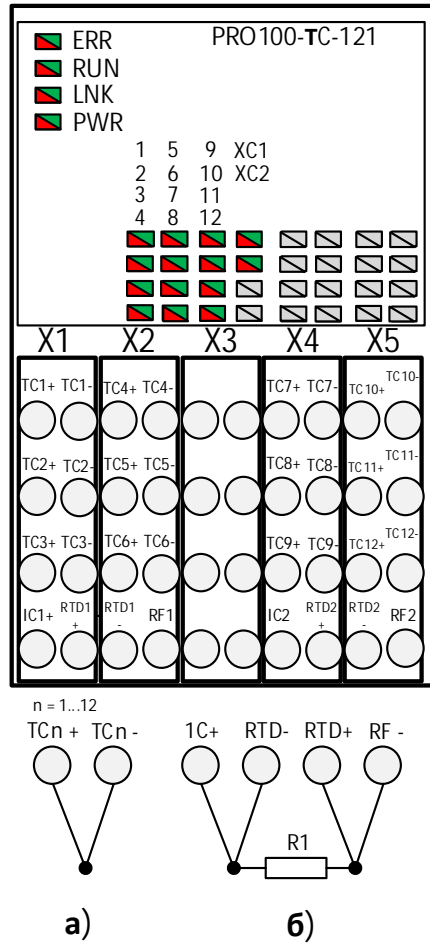 ERR PRO100-TC-121
RUN
LNK
PWR
1 5 9 XC1
2 6 10 XC2
3 7 11
4 8 12
X1 X2 X3 X4 X5
TC1+ TC1- TC4+ TC4- TC7+ TC7- TC10+ TC10-
TC2+ TC2- TC5+ TC5- TC8+ TC8- TC11+ TC11-
TC3+ TC3- TC6+ TC6- TC9+ TC9- TC12+ TC12-
IC1+ RTD1 + RTD1 - RF1 IC2 RTD2 + RTD2 - RF2
n = 1...12
TCn + TCn - 1C+ RTD- RTD+ RF -
R1
а) б)